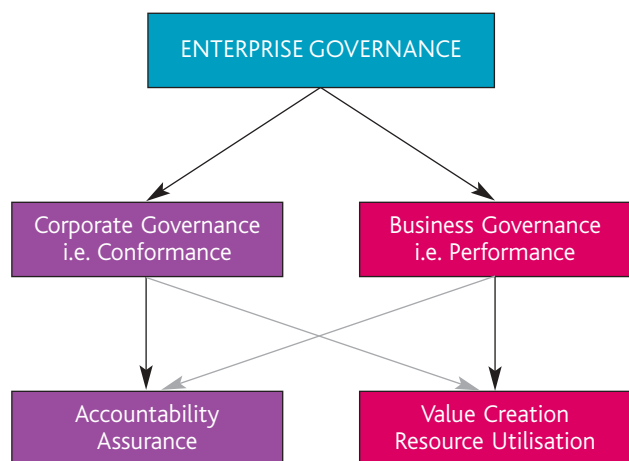 ENTERPRISE GOVERNANCE
Corporate Governance
i.e. Conformance
Business Governance
i.e. Performance
Accountability
Assurance
Value Creation
Resource Utilisation